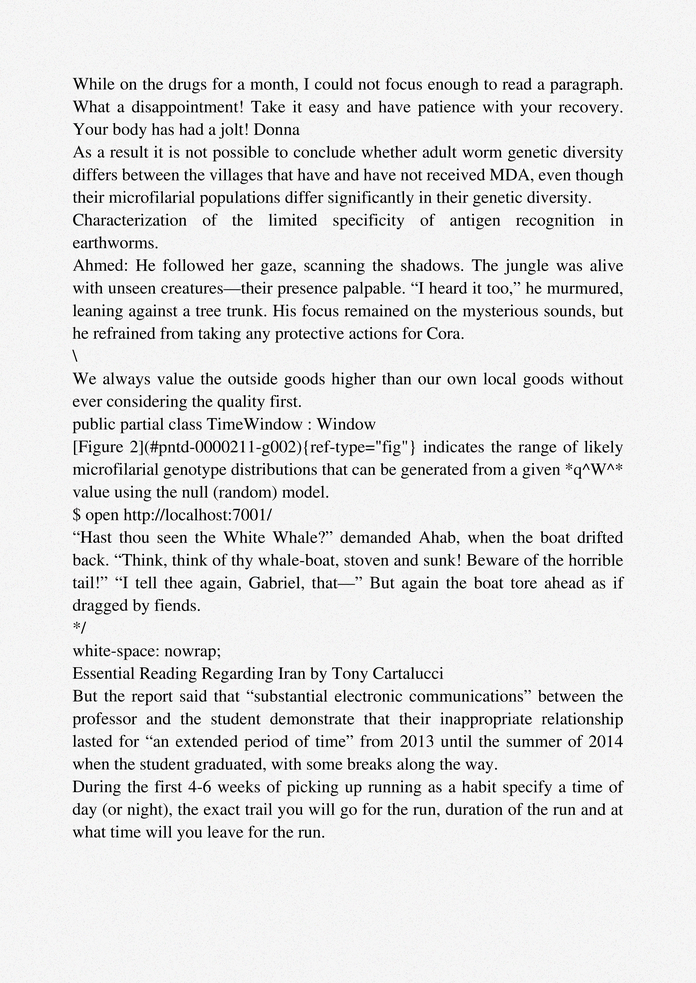 While on the drugs for a month, I could not focus enough to read a paragraph.
What a disappointment! Take it easy and have patience with your recovery.
Your body has had a jolt! Donna
As a result it is not possible to conclude whether adult worm genetic diversity
differs between the villages that have and have not received MDA, even though
their microfilarial populations differ significantly in their genetic diversity.
Characterization of the limited specificity of antigen recognition in
earthworms.
Ahmed: He followed her gaze, scanning the shadows. The jungle was alive
with unseen creatures—their presence palpable. “I heard it too,” he murmured,
leaning against a tree trunk. His focus remained on the mysterious sounds, but
he refrained from taking any protective actions for Cora.
\
We always value the outside goods higher than our own local goods without
ever considering the quality first.
public partial class TimeWindow : Window
[Figure 2](#pntd-0000211-g002){ref-type="fig"} indicates the range of likely
microfilarial genotype distributions that can be generated from a given *q^W^*
value using the null (random) model.
$ open http://localhost:7001/
“Hast thou seen the White Whale?” demanded Ahab, when the boat drifted
back. “Think, think of thy whale-boat, stoven and sunk! Beware of the horrible
tail!” “I tell thee again, Gabriel, that—” But again the boat tore ahead as if
dragged by fiends.
*/
white-space: nowrap;
Essential Reading Regarding Iran by Tony Cartalucci
But the report said that “substantial electronic communications” between the
professor and the student demonstrate that their inappropriate relationship
lasted for “an extended period of time” from 2013 until the summer of 2014
when the student graduated, with some breaks along the way.
During the first 4-6 weeks of picking up running as a habit specify a time of
day (or night), the exact trail you will go for the run, duration of the run and at
what time will you leave for the run.